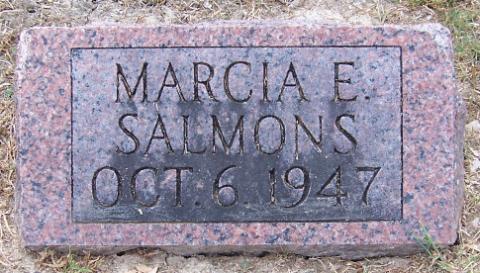 MARCIA E.
SALMONS
OCT. 6. 1947